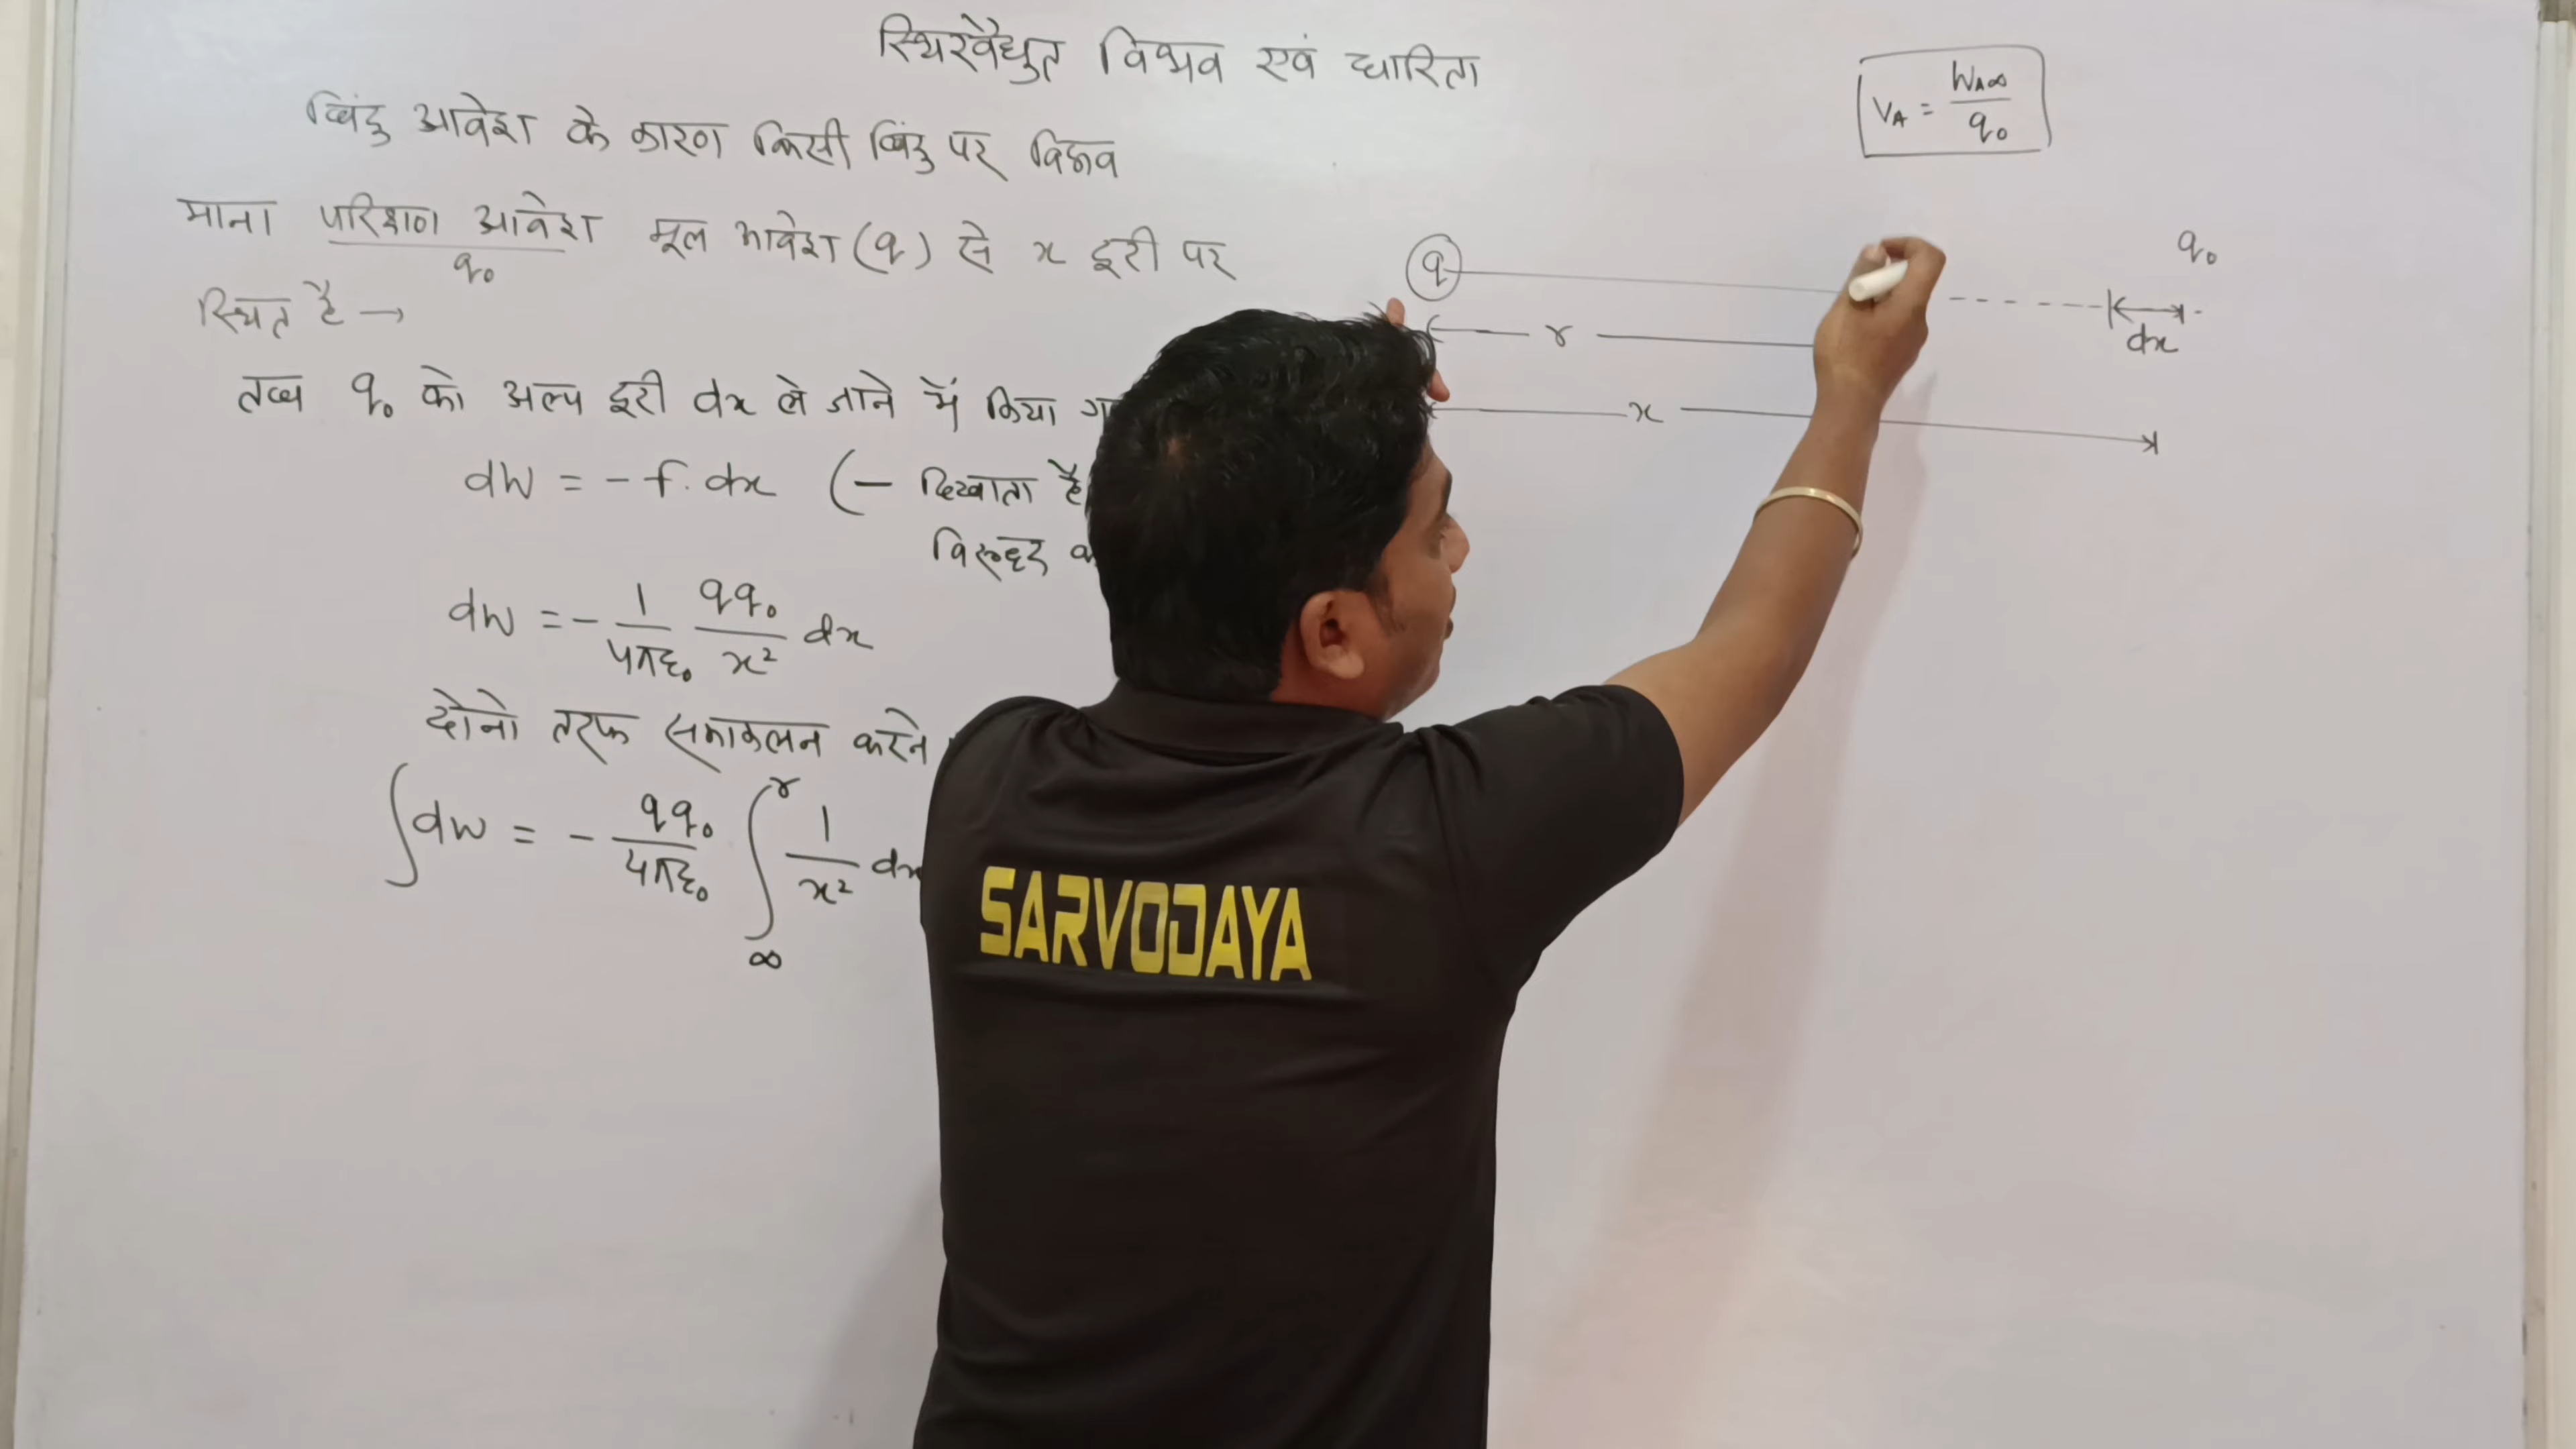 स्थिरवैद्युत विभव एवं धारिता
बिंदु आवेश के कारण किसी बिंदु पर विभव
V_A = W_A∞ / q₀
माना परिक्षण आवेश मूल आवेश (q) से x दूरी पर
q₀
स्थित है →
तब q₀ को अल्प दूरी dx ले जाने में किया
dW = - F. dx (- दिखाता है
विरूद्ध
dW = - 1/4πε₀ qq₀/x² dx
दोनो तरफ समाकलन करने
∫dW = - qq₀/4πε₀ ∫_∞^r 1/x² dx
q
q₀
r
dx
x
SARVODAYA